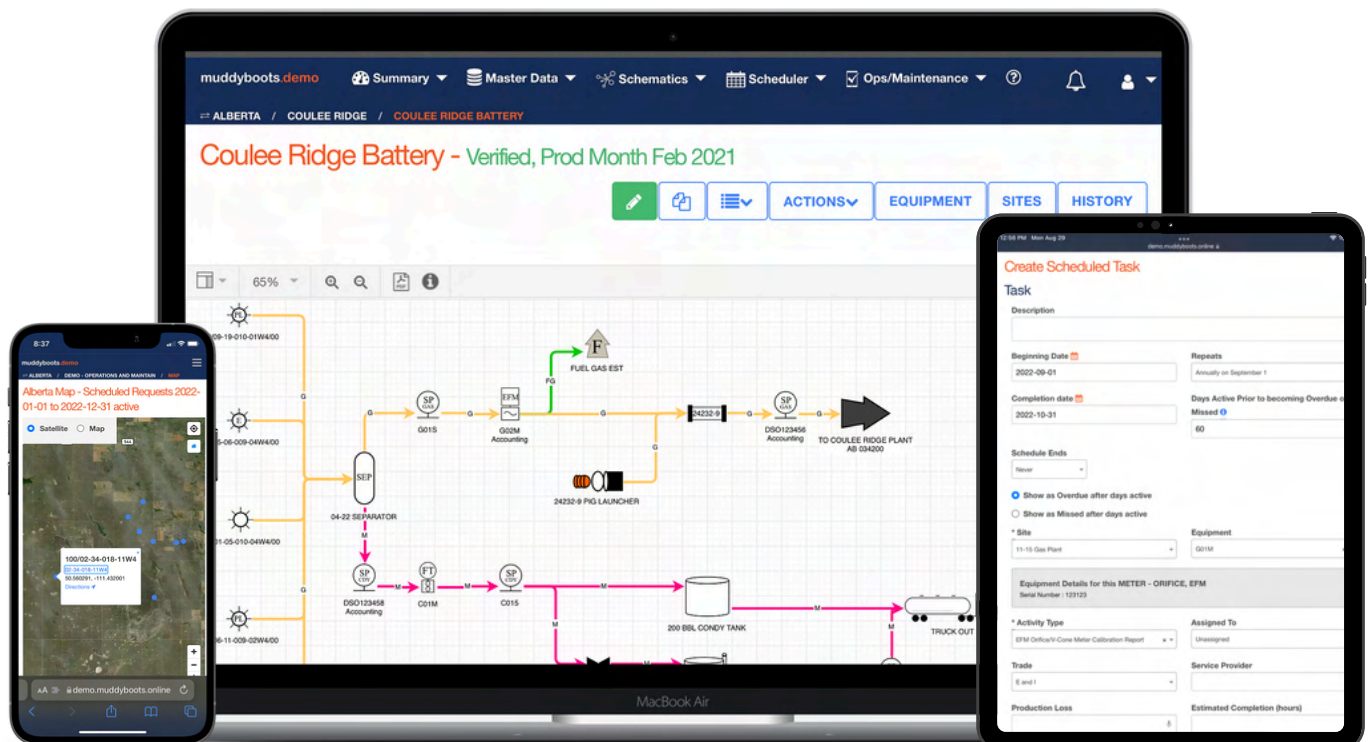 muddyboots.demo Summary Master Data Schematics Scheduler Ops/Maintenance
ALBERTA / COULEE RIDGE / COULEE RIDGE BATTERY
Coulee Ridge Battery - Verified, Prod Month Feb 2021
ACTIONS EQUIPMENT SITES HISTORY
65%
PDF
PL
09-19-010-01W4/00
G
E
5-06-009-04W4/00
01-05-010-04W4/00
G
PL
6-11-009-02W4/00
SEP
04-22 SEPARATOR
G
SP
GAS
G01S
G
EFM
G02M
Accounting
FG
F
FUEL GAS EST
G
24232-9
G
SP
GAS
DSO123456
Accounting
G
TO COULEE RIDGE PLANT
AB 034200
G
24232-9 PIG LAUNCHER
M
SP
CDY
DSO123458
Accounting
M
FT
C01M
M
SP
CDY
C01S
M
M
200 BBL CONDY TANK
M
M
TRUCK OUT
MacBook Air
8:37
muddyboots.demo
ALBERTA / DEMO - OPERATIONS AND MAINTAIN / MAP
Alberta Map - Scheduled Requests 2022-
01-01 to 2022-12-31 active
Satellite Map
544
100/02-34-018-11W4
02-34-018-11W4
50.560291, -111.432001
Directions
+
−
AA demo.muddyboots.online
12:56 PM Mon Aug 29
demo.muddyboots.online
Create Scheduled Task
Task
Description
Beginning Date Repeats
2022-09-01 Annually on September 1
Completion date Days Active Prior to becoming Overdue o
Missed
2022-10-31 60
Schedule Ends
Never
Show as Overdue after days active
Show as Missed after days active
* Site Equipment
11-15 Gas Plant G01M
Equipment Details for this METER - ORIFICE, EFM
Serial Number : 123123
* Activity Type Assigned To
EFM Orifice/V-Cone Meter Calibration Report Unassigned
Trade Service Provider
E and I
Production Loss Estimated Completion (hours)